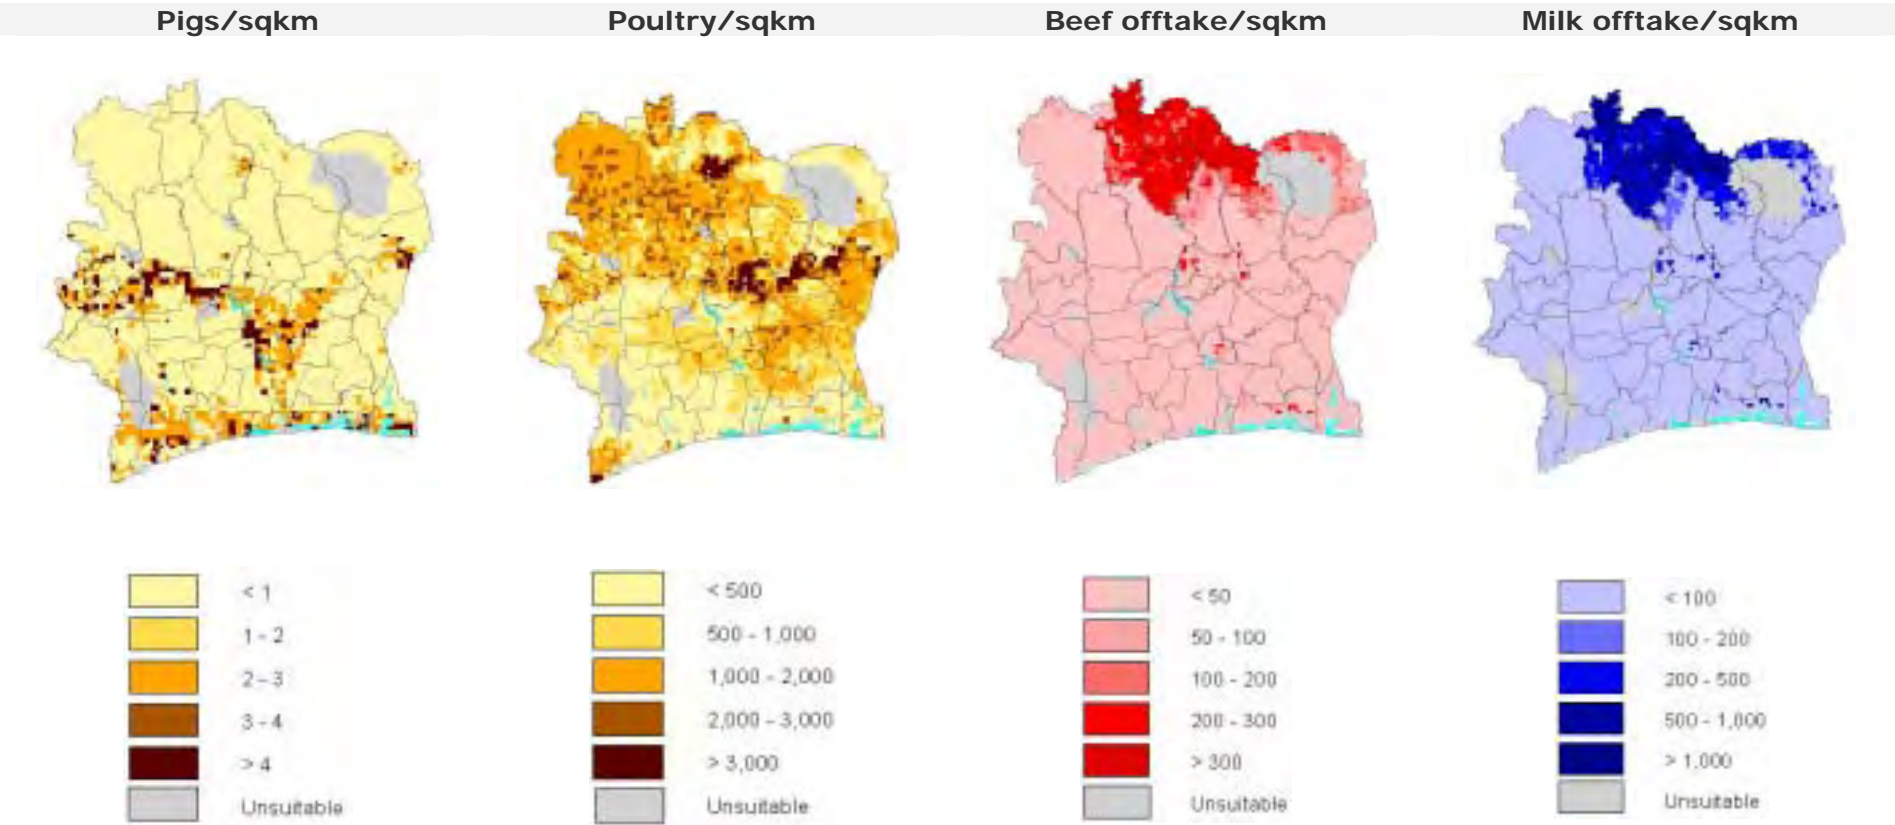 Pigs/sqkm
Poultry/sqkm
Beef offtake/sqkm
Milk offtake/sqkm
< 1
1 - 2
2 - 3
3 - 4
> 4
Unsuitable
< 500
500 - 1,000
1,000 - 2,000
2,000 - 3,000
> 3,000
Unsuitable
< 50
50 - 100
100 - 200
200 - 300
> 300
Unsuitable
< 100
100 - 200
200 - 500
500 - 1,000
> 1,000
Unsuitable